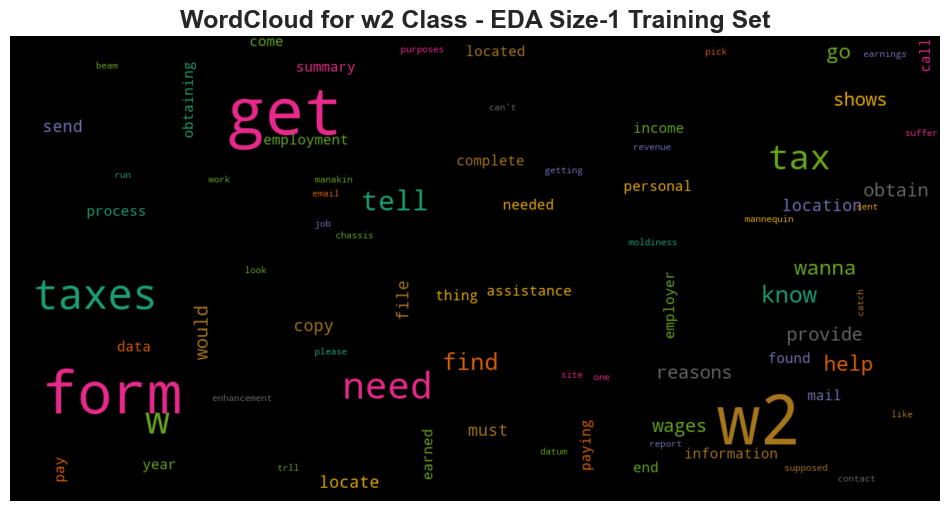 WordCloud for w2 Class - EDA Size-1 Training Set
come
purposes
located
pick
go
earnings
call
beam
summary
obtaining
get
can't
shows
send
employment
income
suffer
revenue
complete
tax
getting
run
work
manakin
email
tell
personal
obtain
process
needed
location
sent
job
mannequin
chassis
moldiness
look
wanna
taxes
file
thing
assistance
employer
know
catch
would
copy
provide
data
please
find
reasons
found
help
form
need
site
one
enhancement
mail
w2
w
must
wages
like
report
information
pay
year
trll
earned
datum
paying
end
supposed
locate
contact